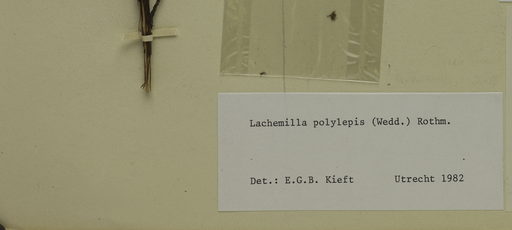 Lachemilla polylepis (Wedd.) Rothm.
Det.: E.G.B. Kieft Utrecht 1982